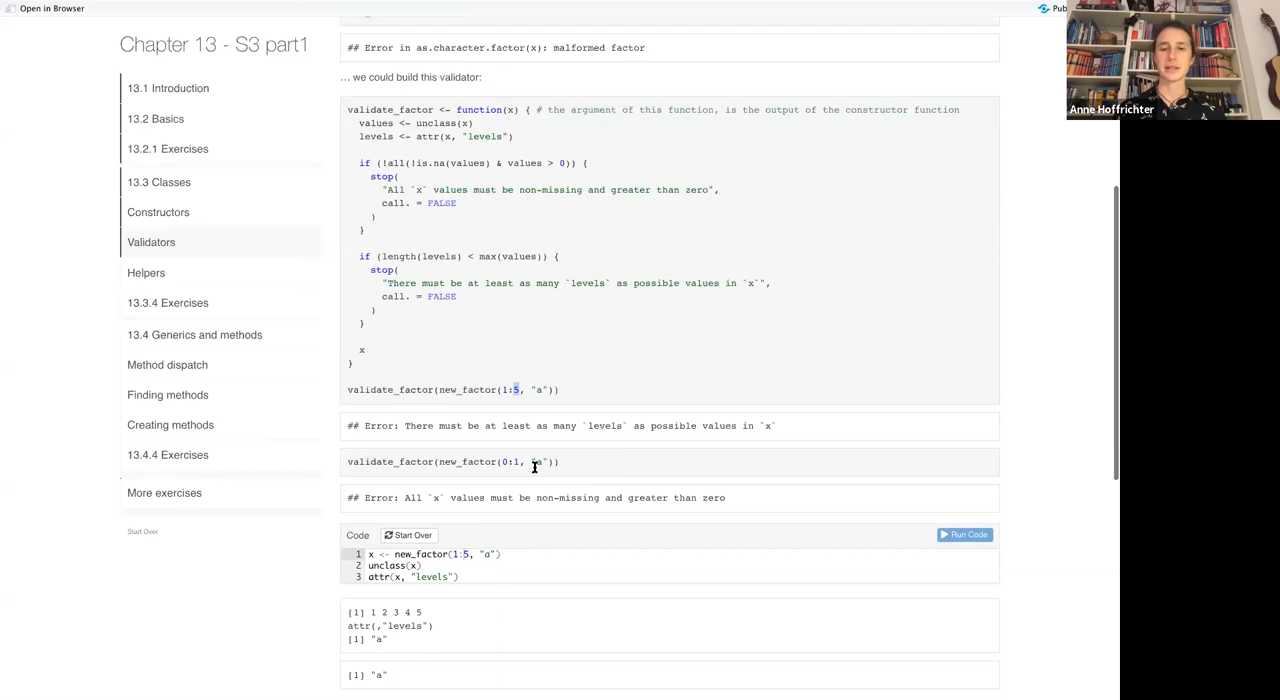 Open in Browser
Pub
Anne Hoffrichter
Chapter 13 - S3 part1
13.1 Introduction
13.2 Basics
13.2.1 Exercises
13.3 Classes
Constructors
Validators
Helpers
13.3.4 Exercises
13.4 Generics and methods
Method dispatch
Finding methods
Creating methods
13.4.4 Exercises
More exercises
Start Over
## Error in as.character.factor(x): malformed factor
… we could build this validator:
validate_factor <- function(x) { # the argument of this function, is the output of the constructor function
values <- unclass(x)
levels <- attr(x, "levels")
if (!all(!is.na(values) & values > 0)) {
stop(
"All `x` values must be non-missing and greater than zero",
call. = FALSE
)
}
if (length(levels) < max(values)) {
stop(
"There must be at least as many `levels` as possible values in `x`",
call. = FALSE
)
}
x
}
validate_factor(new_factor(1:5, "a"))
## Error: There must be at least as many `levels` as possible values in `x`
validate_factor(new_factor(0:1, "a"))
## Error: All `x` values must be non-missing and greater than zero
Code Start Over Run Code
1 x <- new_factor(1:5, "a")
2 unclass(x)
3 attr(x, "levels")
[1] 1 2 3 4 5
attr(,"levels")
[1] "a"
[1] "a"